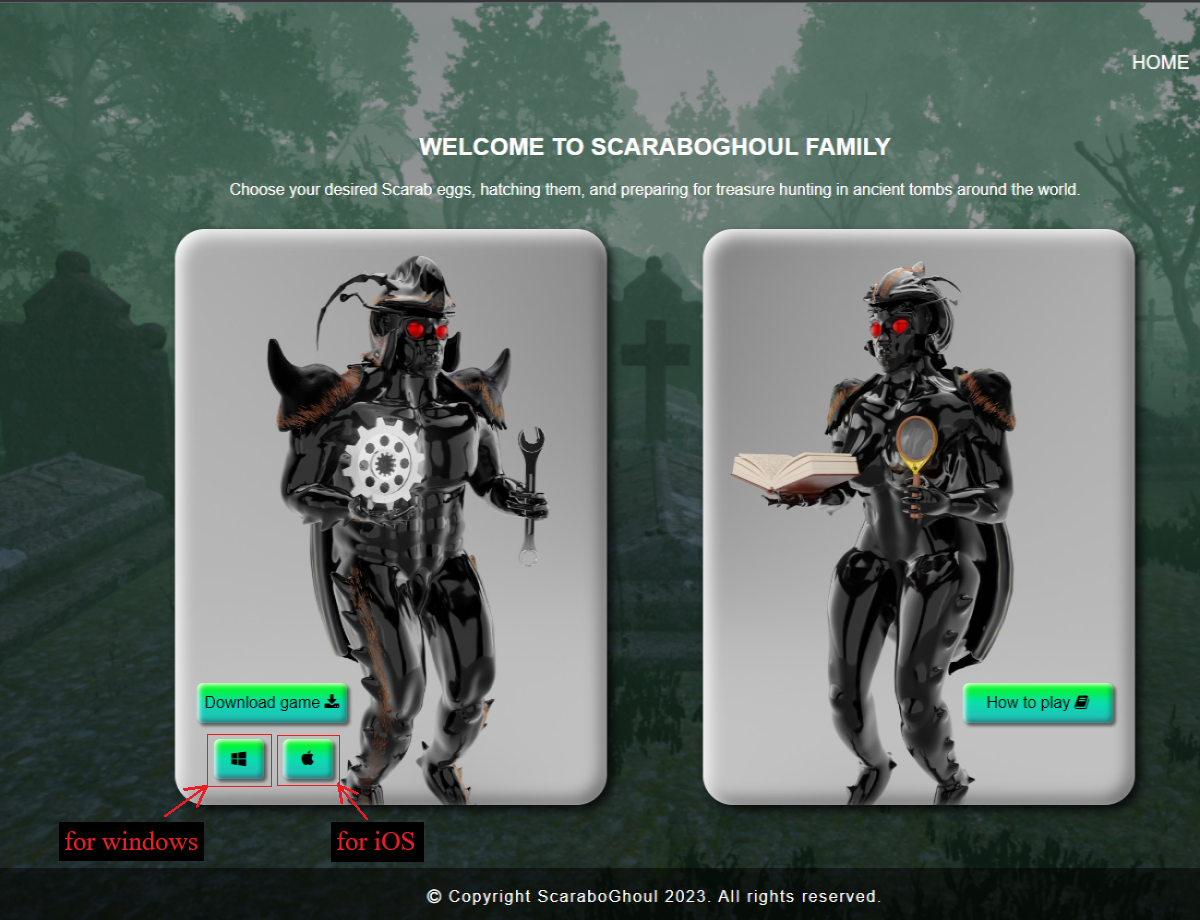 HOME
WELCOME TO SCARABOGHOUL FAMILY
Choose your desired Scarab eggs, hatching them, and preparing for treasure hunting in ancient tombs around the world.
Download game
How to play
for windows
for iOS
© Copyright ScaraboGhoul 2023. All rights reserved.